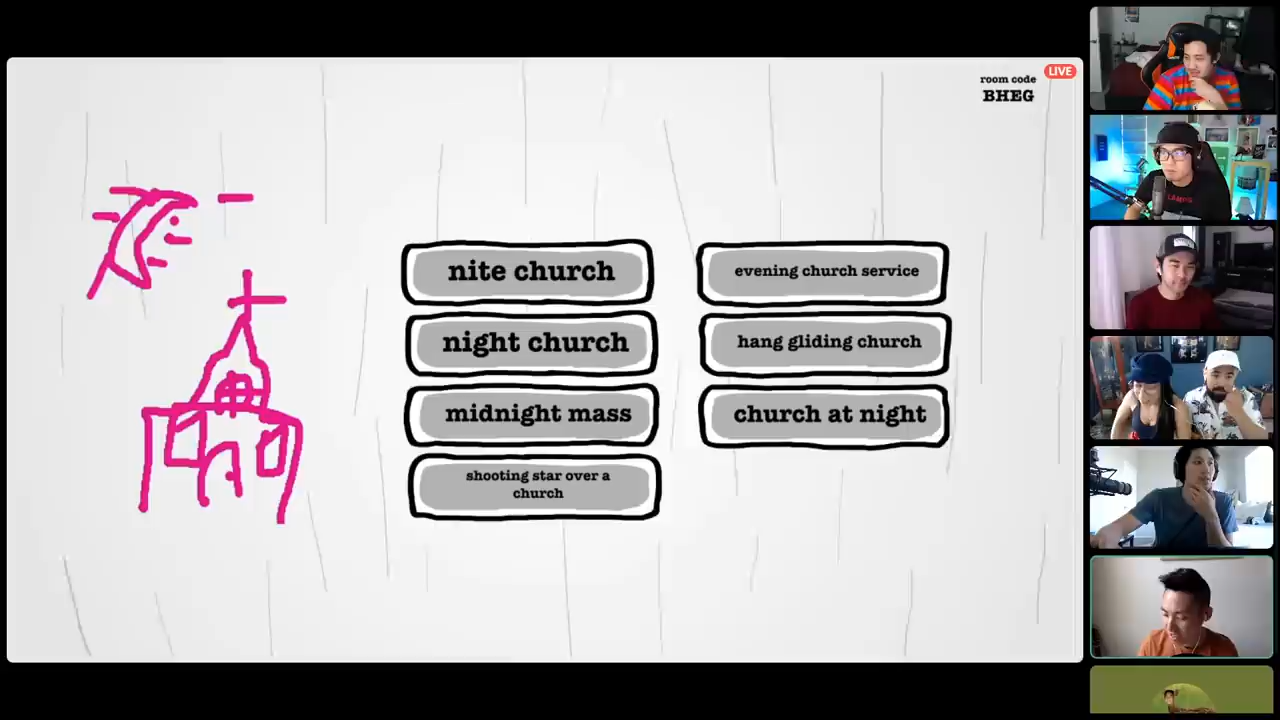 LIVE
room code
BHEG
nite church
evening church service
night church
hang gliding church
midnight mass
church at night
shooting star over a
church